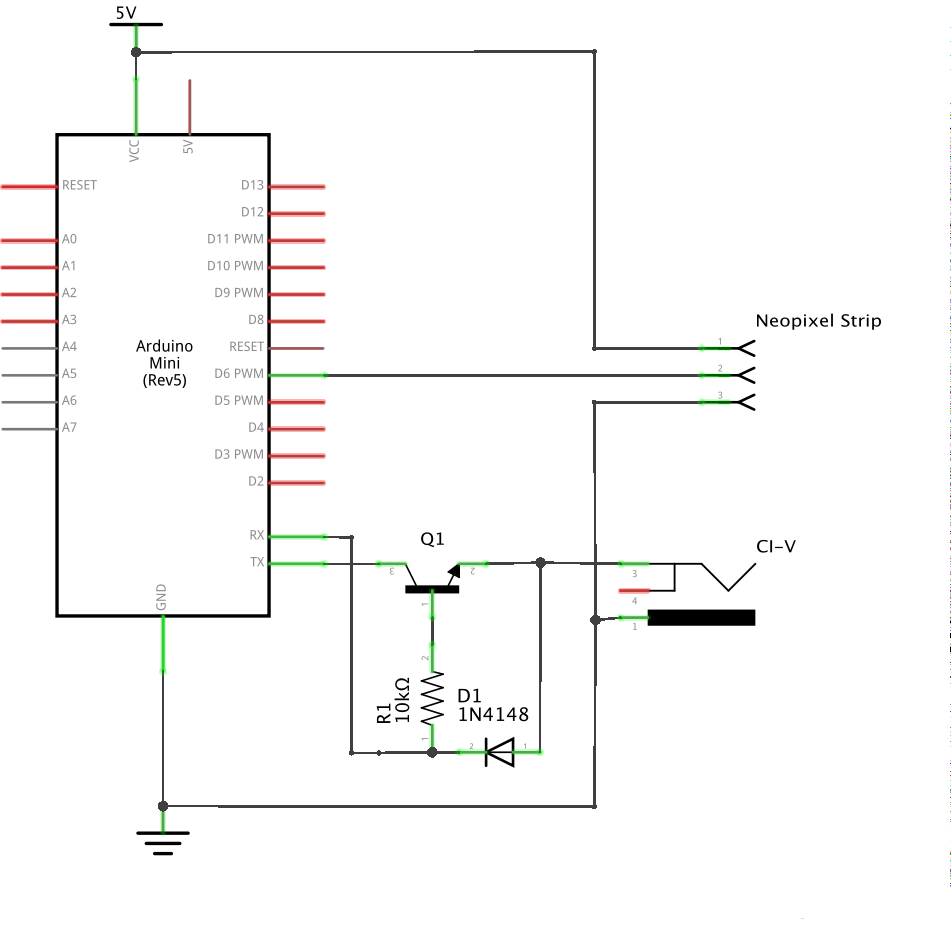 5V
VCC
5V
RESET
D13
D12
A0
D11 PWM
A1
D10 PWM
A2
D9 PWM
A3
D8
A4
RESET
A5
D6 PWM
A6
D5 PWM
A7
D4
D3 PWM
D2
Arduino
Mini
(Rev5)
Neopixel Strip
1
2
3
RX
TX
GND
Q1
3
2
1
CI-V
3
4
1
2
R1
10kΩ
1
D1
1N4148
2
1